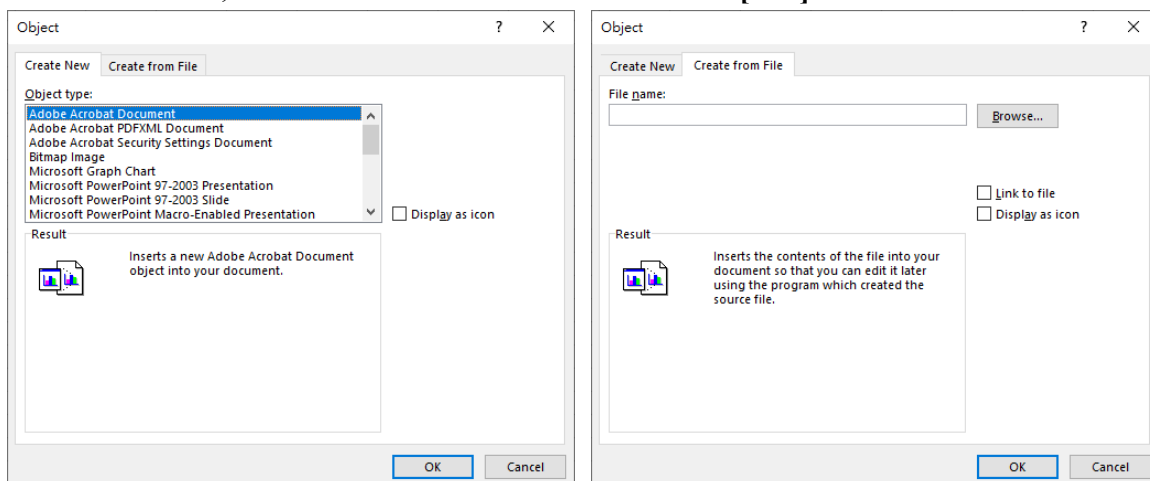 Object ? ×
Create New Create from File
Object type:
Adobe Acrobat Document
Adobe Acrobat PDFXML Document
Adobe Acrobat Security Settings Document
Bitmap Image
Microsoft Graph Chart
Microsoft PowerPoint 97-2003 Presentation
Microsoft PowerPoint 97-2003 Slide
Microsoft PowerPoint Macro-Enabled Presentation
Display as icon
Result
Inserts a new Adobe Acrobat Document
object into your document.
OK Cancel
Object ? ×
Create New Create from File
File name:
Browse...
Link to file
Display as icon
Result
Inserts the contents of the file into your
document so that you can edit it later
using the program which created the
source file.
OK Cancel